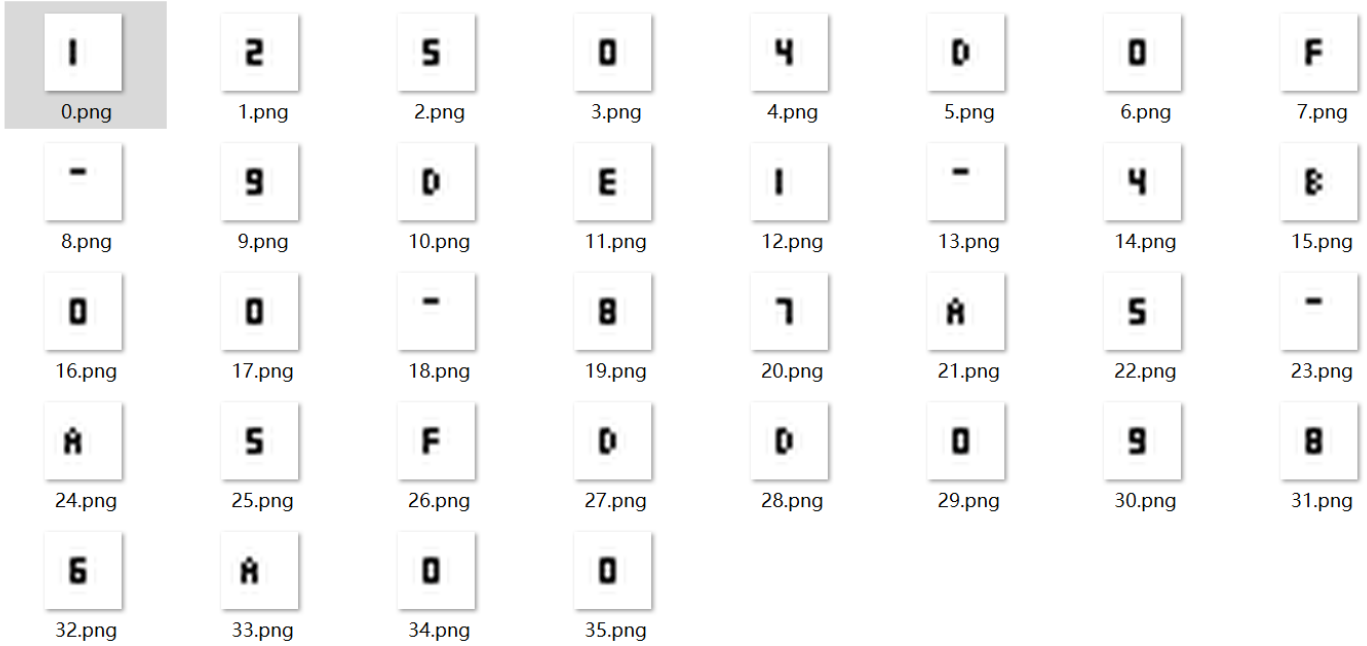 1 2 5 0 4 D 0 F
0.png 1.png 2.png 3.png 4.png 5.png 6.png 7.png
- 9 D E 1 - 4 B
8.png 9.png 10.png 11.png 12.png 13.png 14.png 15.png
0 0 - 8 7 A 5 -
16.png 17.png 18.png 19.png 20.png 21.png 22.png 23.png
A 5 F D D 0 9 8
24.png 25.png 26.png 27.png 28.png 29.png 30.png 31.png
6 A 0 0
32.png 33.png 34.png 35.png